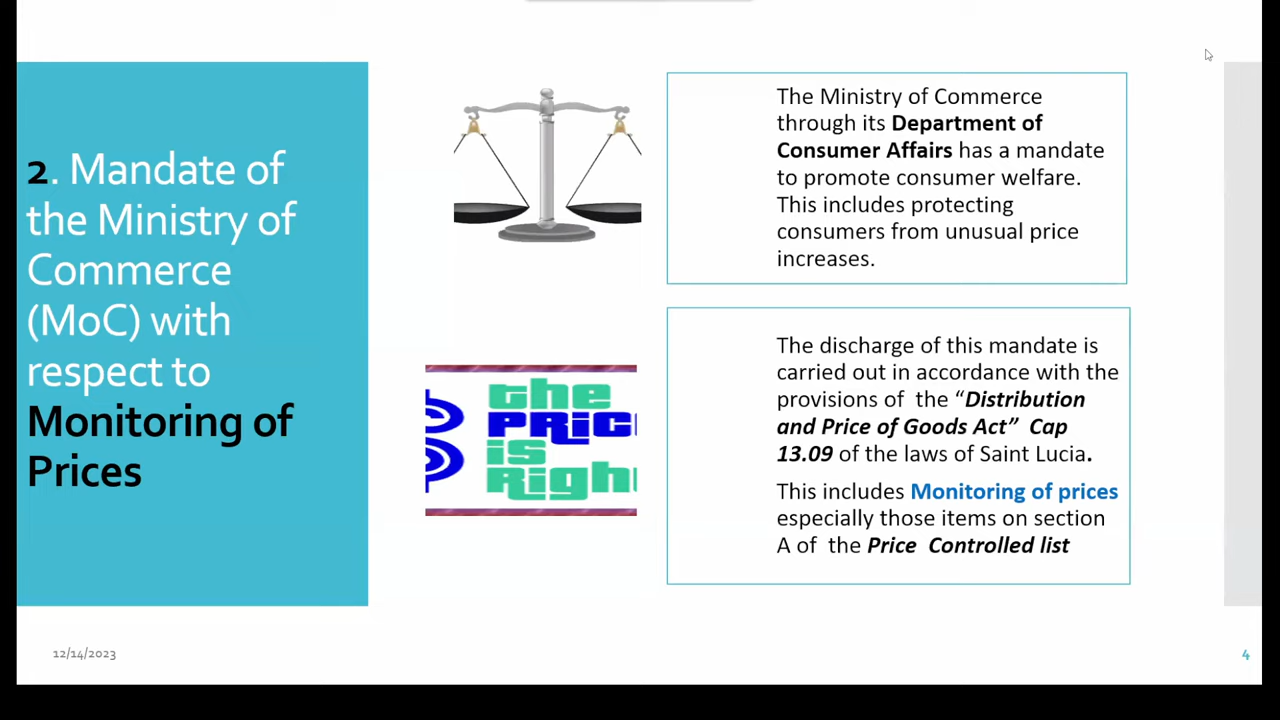 2. Mandate of
the Ministry of
Commerce
(MoC) with
respect to
Monitoring of
Prices
The Ministry of Commerce
through its Department of
Consumer Affairs has a mandate
to promote consumer welfare.
This includes protecting
consumers from unusual price
increases.
the
PRIC
is
Righ
The discharge of this mandate is
carried out in accordance with the
provisions of the “Distribution
and Price of Goods Act” Cap
13.09 of the laws of Saint Lucia.
This includes Monitoring of prices
especially those items on section
A of the Price Controlled list
12/14/2023
4